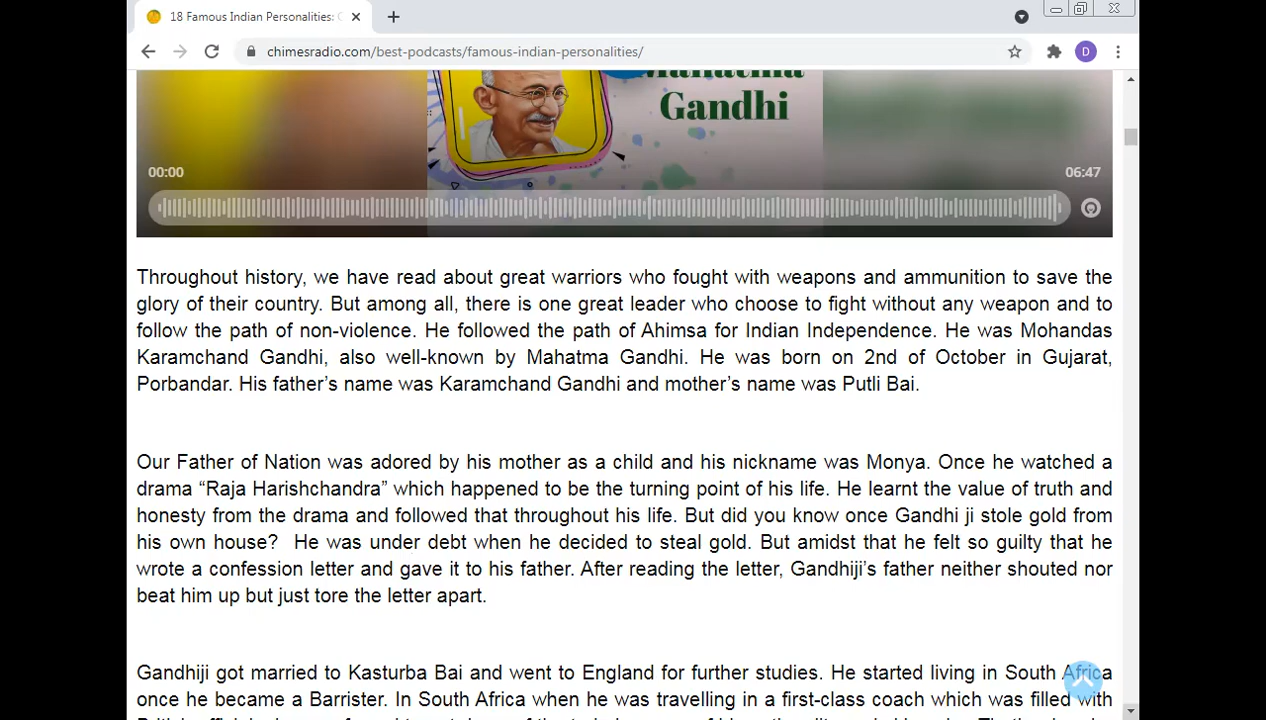 18 Famous Indian Personalities:
chimesradio.com/best-podcasts/famous-indian-personalities/
D
Mahatma
Gandhi
00:00
06:47
Throughout history, we have read about great warriors who fought with weapons and ammunition to save the
glory of their country. But among all, there is one great leader who choose to fight without any weapon and to
follow the path of non-violence. He followed the path of Ahimsa for Indian Independence. He was Mohandas
Karamchand Gandhi, also well-known by Mahatma Gandhi. He was born on 2nd of October in Gujarat,
Porbandar. His father’s name was Karamchand Gandhi and mother’s name was Putli Bai.
Our Father of Nation was adored by his mother as a child and his nickname was Monya. Once he watched a
drama “Raja Harishchandra” which happened to be the turning point of his life. He learnt the value of truth and
honesty from the drama and followed that throughout his life. But did you know once Gandhi ji stole gold from
his own house?  He was under debt when he decided to steal gold. But amidst that he felt so guilty that he
wrote a confession letter and gave it to his father. After reading the letter, Gandhiji’s father neither shouted nor
beat him up but just tore the letter apart.
Gandhiji got married to Kasturba Bai and went to England for further studies. He started living in South Africa
once he became a Barrister. In South Africa when he was travelling in a first-class coach which was filled with